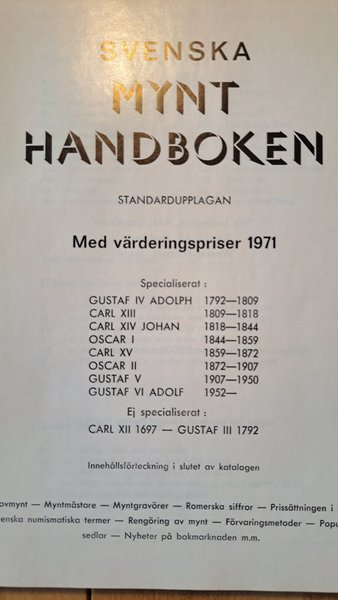 SVENSKA
MYNT
HANDBOKEN
STANDARDUPPLAGAN
Med värderingspriser 1971
Specialiserat :
GUSTAF IV ADOLPH 1792—1809
CARL XIII 1809—1818
CARL XIV JOHAN 1818—1844
OSCAR I 1844—1859
CARL XV 1859—1872
OSCAR II 1872—1907
GUSTAF V 1907—1950
GUSTAF VI ADOLF 1952—
Ej specialiserat :
CARL XII 1697 — GUSTAF III 1792
Innehållsförteckning i slutet av katalogen
ovmynt — Myntmästare — Myntgravörer — Romerska siffror — Prissättningen i
enska numismatiska termer — Rengöring av mynt — Förvaringsmetoder — Popu
sedlar — Nyheter på bokmarknaden m.m.